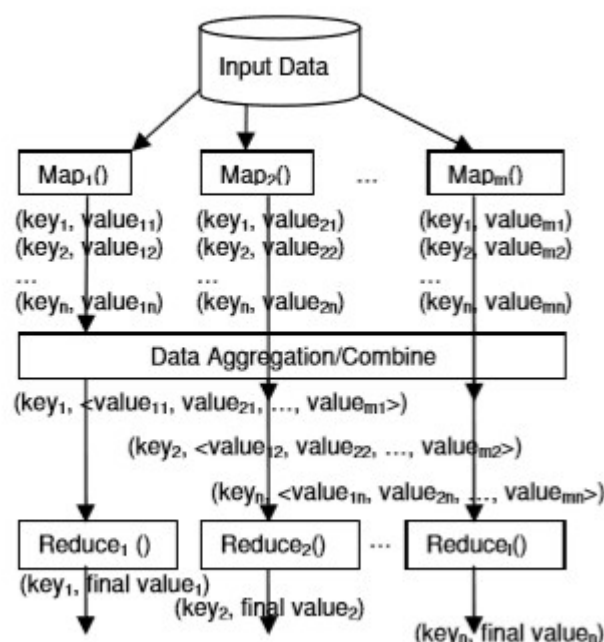 Input Data
Map₁() Map₂() ... Mapₘ()
(key₁, value₁₁) (key₁, value₂₁) (key₁, valueₘ₁)
(key₂, value₁₂) (key₂, value₂₂) (key₂, valueₘ₂)
... ... ...
(keyₙ, value₁ₙ) (keyₙ, value₂ₙ) (keyₙ, valueₘₙ)
Data Aggregation/Combine
(key₁, <value₁₁, value₂₁, ..., valueₘ₁>)
(key₂, <value₁₂, value₂₂, ..., valueₘ₂>)
(keyₙ, <value₁ₙ, value₂ₙ, ..., valueₘₙ>)
Reduce₁ () Reduce₂() ... Reduceₗ()
(key₁, final value₁)
(key₂, final value₂)
(keyₙ, final valueₙ)